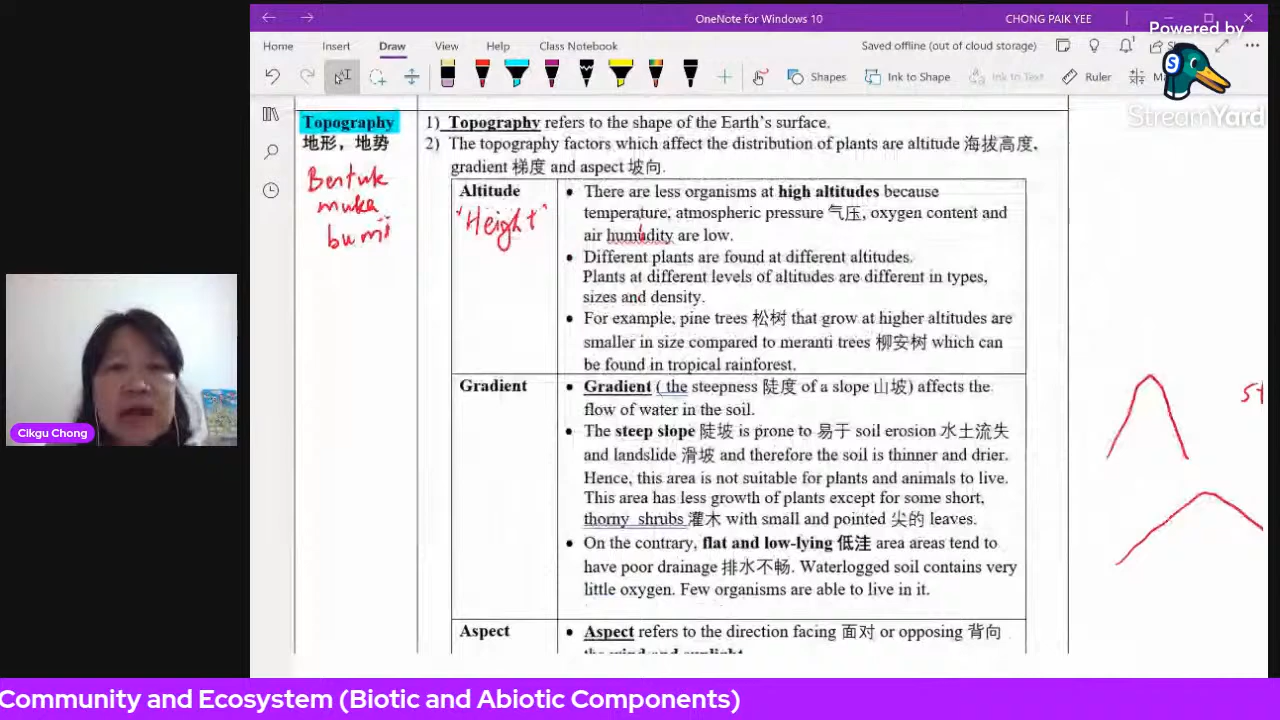 OneNote for Windows 10
CHONG PAIK YEE
Powered by
StreamYard
Home Insert Draw View Help Class Notebook
Saved offline (out of cloud storage)
Shapes Ink to Shape Ink to Text Ruler
Topography
地形，地势
Bentuk
muka
bumi
1) Topography refers to the shape of the Earth's surface.
2) The topography factors which affect the distribution of plants are altitude 海拔高度,
gradient 梯度 and aspect 坡向.
Altitude
"Height"
• There are less organisms at high altitudes because
temperature, atmospheric pressure 气压, oxygen content and
air humudity are low.
• Different plants are found at different altitudes.
Plants at different levels of altitudes are different in types,
sizes and density.
• For example, pine trees 松树 that grow at higher altitudes are
smaller in size compared to meranti trees 柳安树 which can
be found in tropical rainforest.
Gradient
• Gradient ( the steepness 陡度 of a slope 山坡) affects the
flow of water in the soil.
• The steep slope 陡坡 is prone to 易于 soil erosion 水土流失
and landslide 滑坡 and therefore the soil is thinner and drier.
Hence, this area is not suitable for plants and animals to live.
This area has less growth of plants except for some short,
thorny shrubs 灌木 with small and pointed 尖的 leaves.
• On the contrary, flat and low-lying 低洼 area areas tend to
have poor drainage 排水不畅. Waterlogged soil contains very
little oxygen. Few organisms are able to live in it.
Aspect
• Aspect refers to the direction facing 面对 or opposing 背向
the wind and sunlight
st
Cikgu Chong
Community and Ecosystem (Biotic and Abiotic Components)